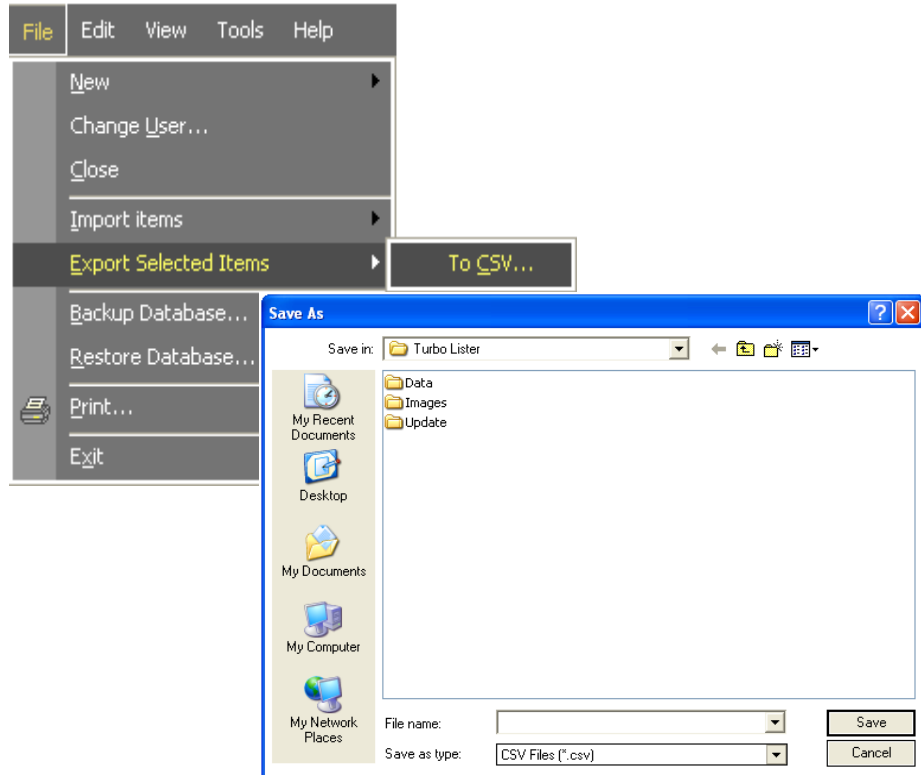 File Edit View Tools Help
New
Change User...
Close
Import items
Export Selected Items
To CSV...
Backup Database...
Restore Database...
Print...
Exit
Save As
Save in: Turbo Lister
Data
Images
Update
My Recent
Documents
Desktop
My Documents
My Computer
My Network
Places
File name:
Save
Save as type: CSV Files (*.csv)
Cancel